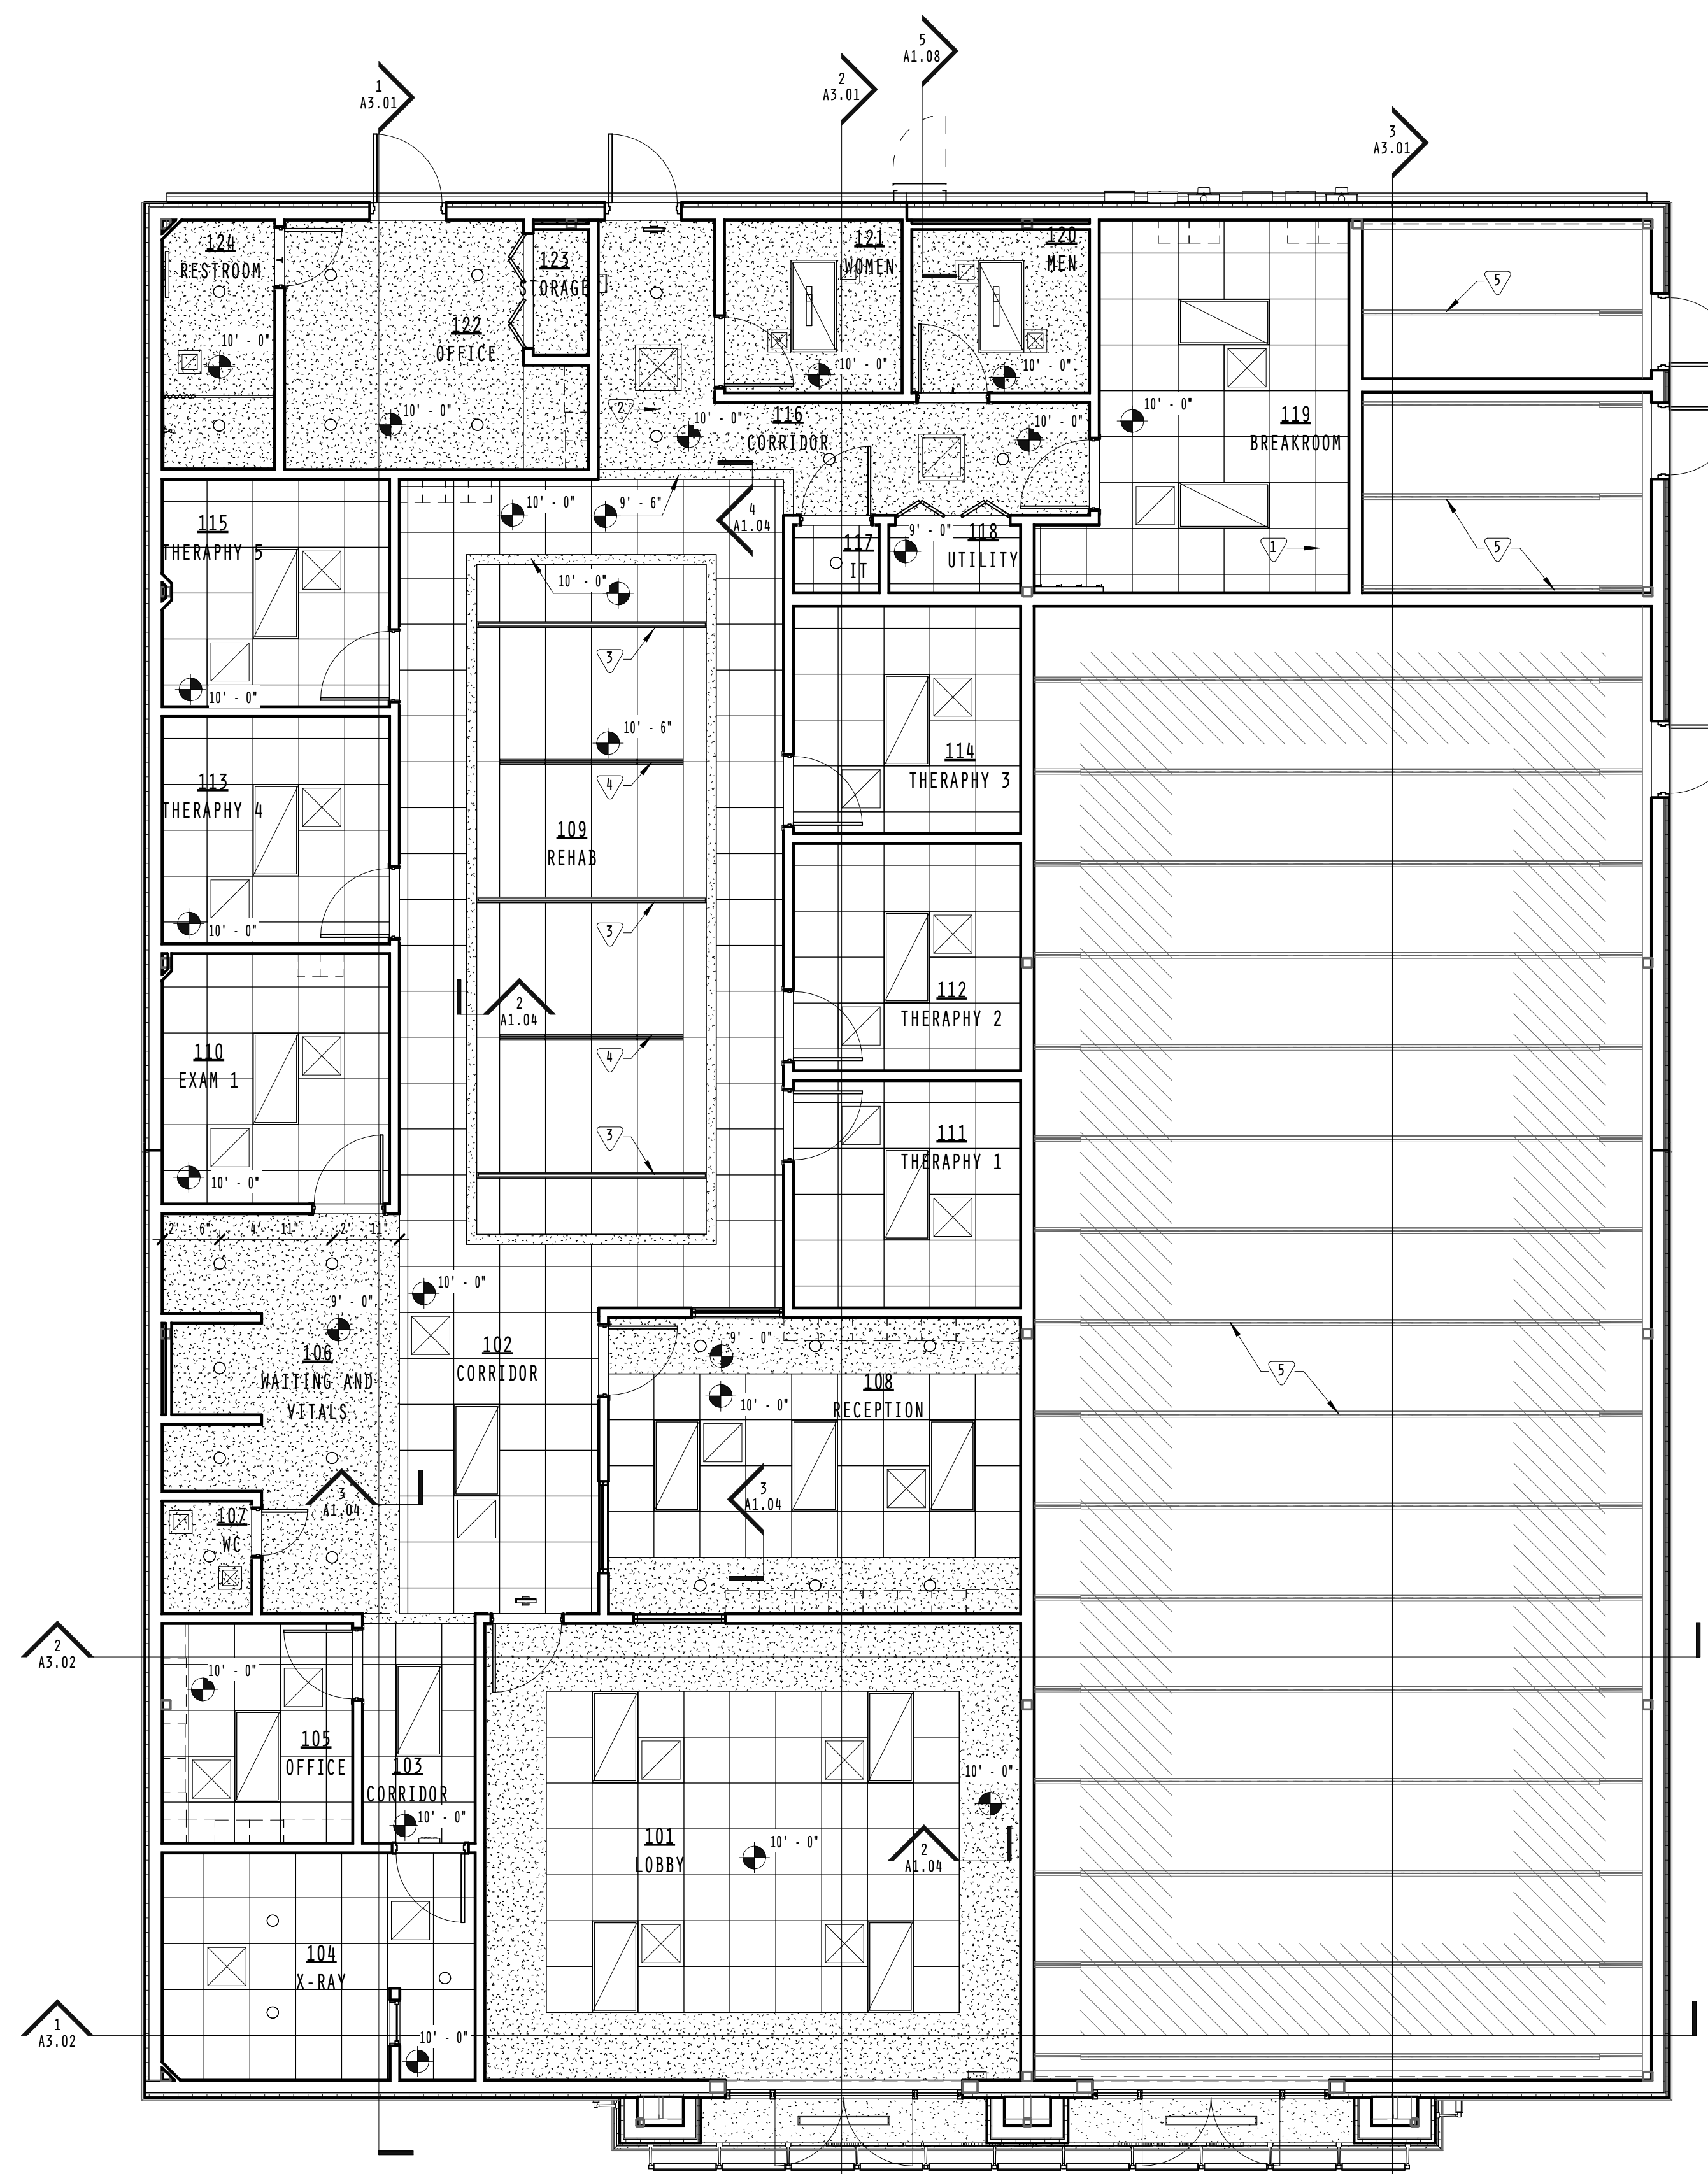 5
A1.08
1
A3.01
2
A3.01
3
A3.01
124
RESTROOM
10' - 0"
122
OFFICE
10' - 0"
123
STORAGE
121
WOMEN
10' - 0"
120
MEN
10' - 0"
5
2
10' - 0"
116
CORRIDOR
10' - 0"
10' - 0"
119
BREAKROOM
115
THERAPHY 5
10' - 0"
10' - 0"
9' - 6"
4
A1.04
117
IT
9' - 0"
118
UTILITY
1
5
10' - 0"
3
10' - 6"
4
113
THERAPHY 4
10' - 0"
109
REHAB
114
THERAPHY 3
3
2
A1.04
112
THERAPHY 2
110
EXAM 1
10' - 0"
4
3
111
THERAPHY 1
2' - 6"
4' - 11"
2' - 11"
10' - 0"
9' - 0"
106
WAITING AND
VITALS
102
CORRIDOR
9' - 0"
10' - 0"
108
RECEPTION
5
3
A1.04
3
A1.04
107
WC
2
A3.02
10' - 0"
105
OFFICE
103
CORRIDOR
10' - 0"
101
LOBBY
10' - 0"
10' - 0"
2
A1.04
104
X-RAY
10' - 0"
1
A3.02